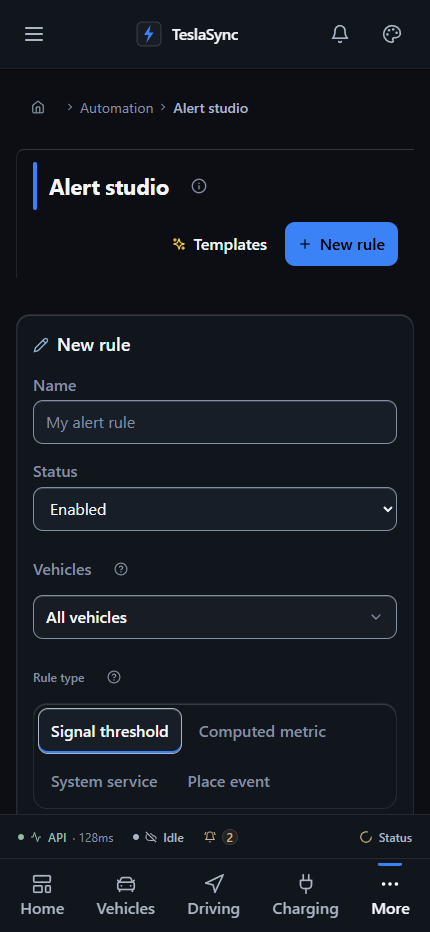 TeslaSync
Automation
Alert studio
Alert studio
Templates
+ New rule
New rule
Name
My alert rule
Status
Enabled
Vehicles
All vehicles
Rule type
Signal threshold
Computed metric
System service
Place event
API · 128ms
Idle
2
Status
Home
Vehicles
Driving
Charging
More